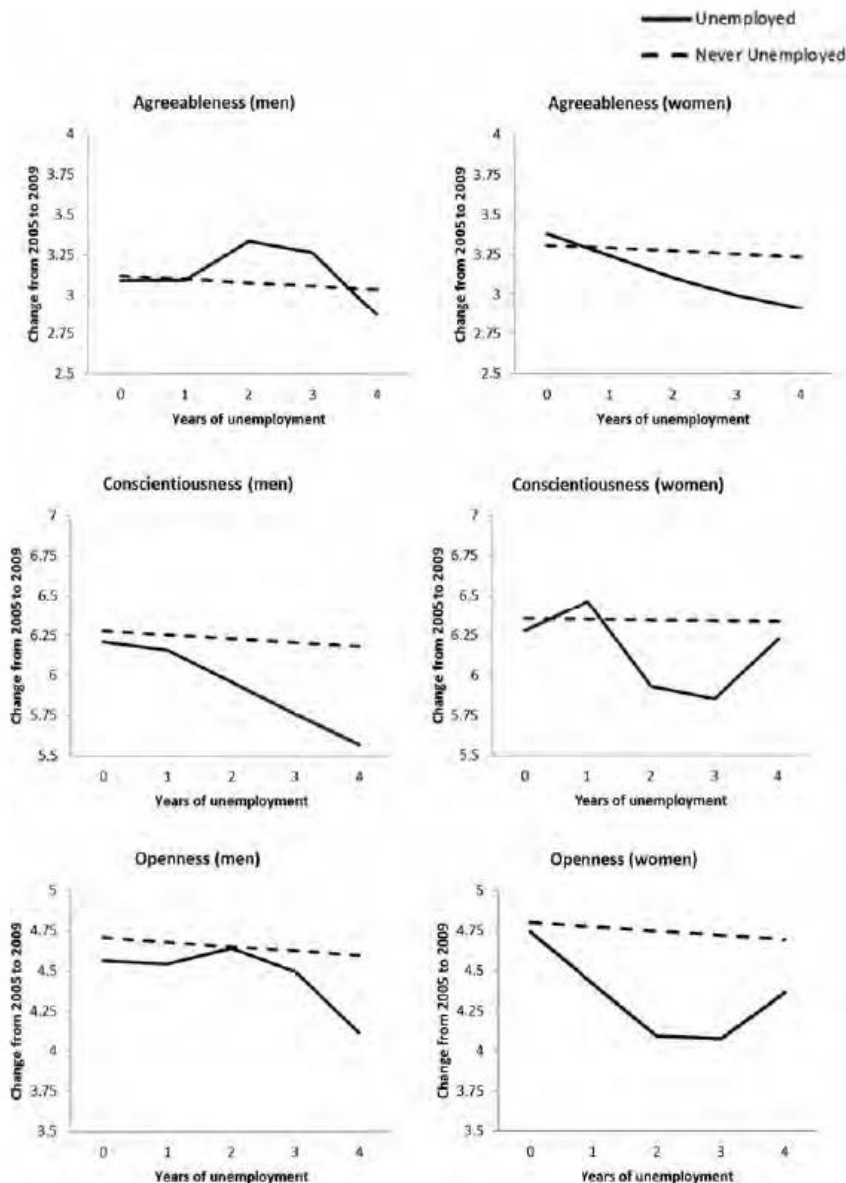 Unemployed
Never Unemployed
Agreeableness (men)
Change from 2005 to 2009
4
3.75
3.5
3.25
3
2.75
2.5
0 1 2 3 4
Years of unemployment
Agreeableness (women)
Change from 2005 to 2009
4
3.75
3.5
3.25
3
2.75
2.5
0 1 2 3 4
Years of unemployment
Conscientiousness (men)
Change from 2005 to 2009
7
6.75
6.5
6.25
6
5.75
5.5
0 1 2 3 4
Years of unemployment
Conscientiousness (women)
Change from 2005 to 2009
7
6.75
6.5
6.25
6
5.75
5.5
0 1 2 3 4
Years of unemployment
Openness (men)
Change from 2005 to 2009
5
4.75
4.5
4.25
4
3.75
3.5
0 1 2 3 4
Years of unemployment
Openness (women)
Change from 2005 to 2009
5
4.75
4.5
4.25
4
3.75
3.5
0 1 2 3 4
Years of unemployment